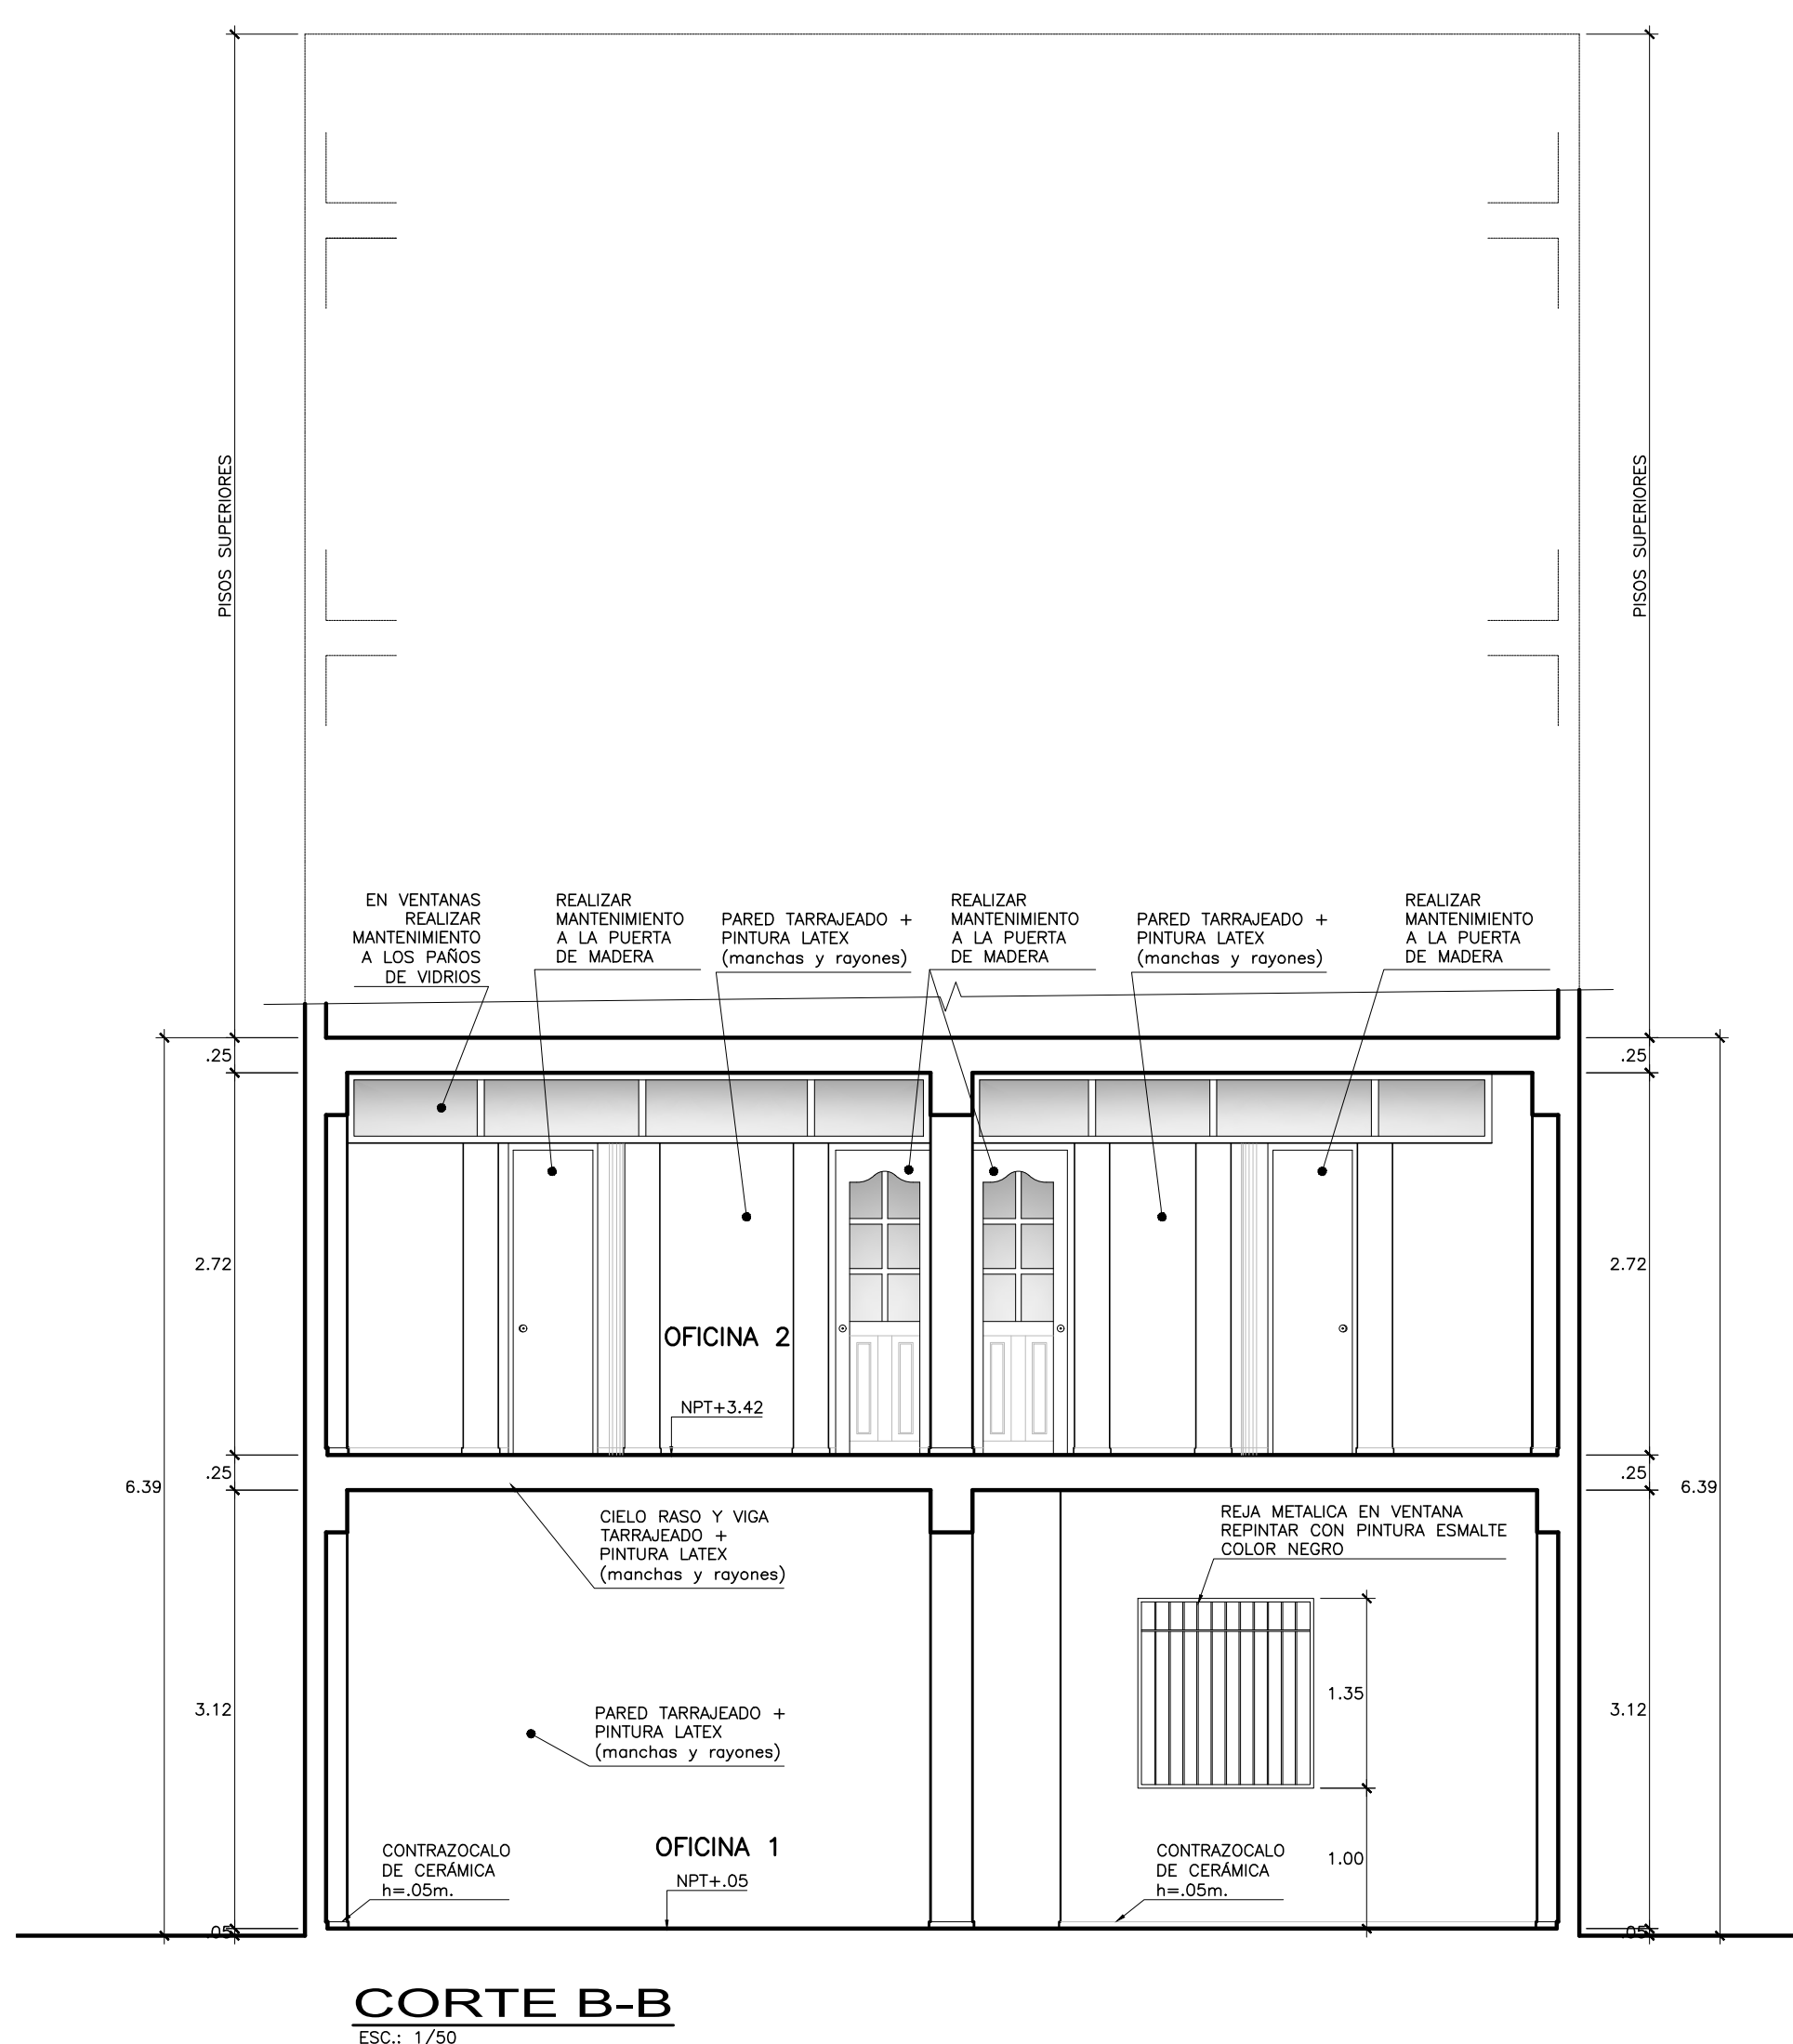 PISOS SUPERIORES
PISOS SUPERIORES
EN VENTANAS
REALIZAR
MANTENIMIENTO
A LOS PAÑOS
DE VIDRIOS
REALIZAR
MANTENIMIENTO
A LA PUERTA
DE MADERA
PARED TARRAJEADO +
PINTURA LATEX
(manchas y rayones)
REALIZAR
MANTENIMIENTO
A LA PUERTA
DE MADERA
PARED TARRAJEADO +
PINTURA LATEX
(manchas y rayones)
REALIZAR
MANTENIMIENTO
A LA PUERTA
DE MADERA
.25
.25
2.72
2.72
OFICINA 2
NPT+3.42
.25
.25
6.39
6.39
CIELO RASO Y VIGA
TARRAJEADO +
PINTURA LATEX
(manchas y rayones)
REJA METALICA EN VENTANA
REPINTAR CON PINTURA ESMALTE
COLOR NEGRO
1.35
3.12
3.12
PARED TARRAJEADO +
PINTURA LATEX
(manchas y rayones)
OFICINA 1
NPT+.05
CONTRAZOCALO
DE CERÁMICA
h=.05m.
CONTRAZOCALO
DE CERÁMICA
h=.05m.
1.00
.05
.05
CORTE B-B
ESC.: 1/50